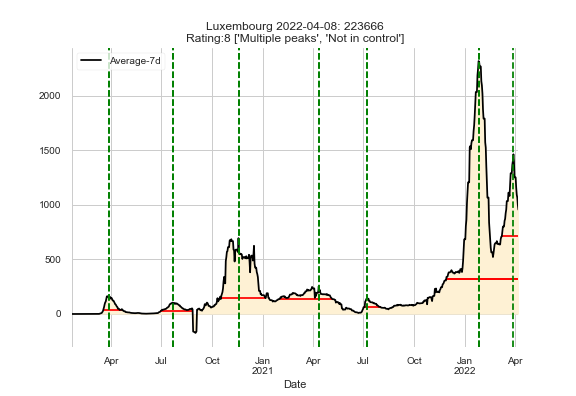 Luxembourg 2022-04-08: 223666
Rating:8 ['Multiple peaks', 'Not in control']
Average-7d
2000
1500
1000
500
0
Apr Jul Oct Jan Apr Jul Oct Jan Apr
2021 2022
Date